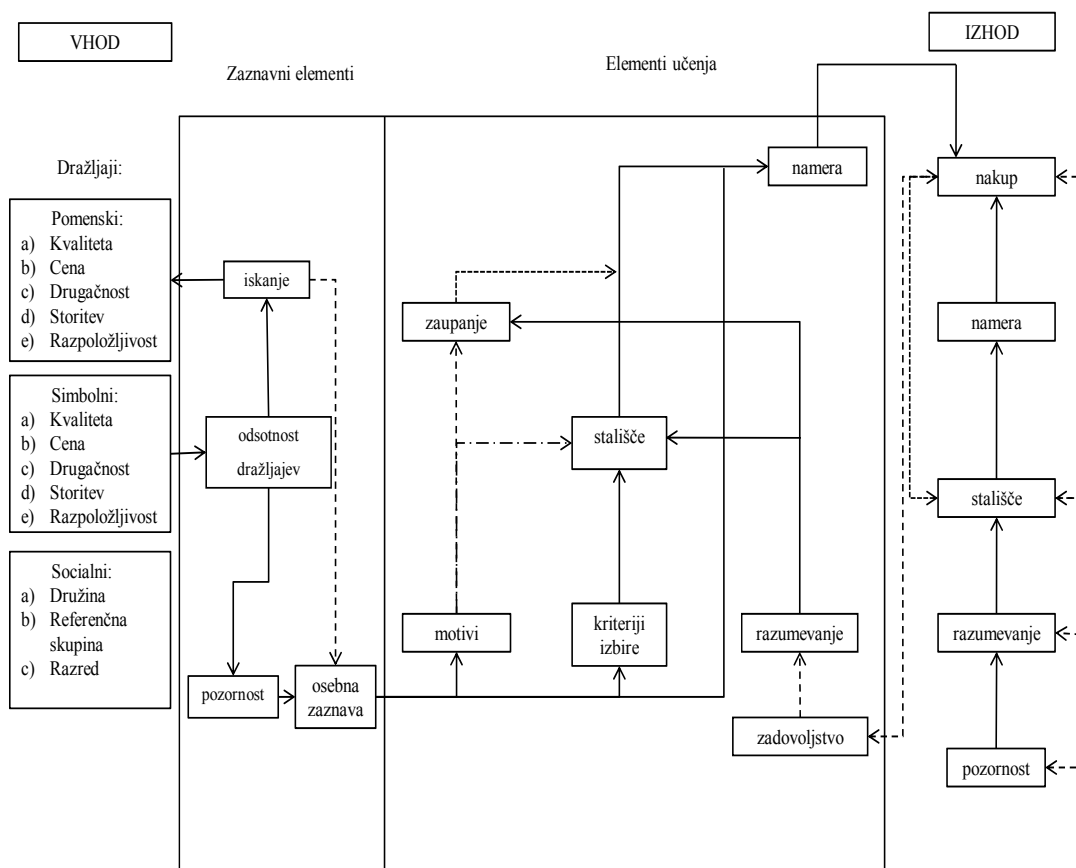 VHOD
IZHOD
Zaznavni elementi
Elementi učenja
Dražljaji:
Pomenski:
a) Kvaliteta
b) Cena
c) Drugačnost
d) Storitev
e) Razpoložljivost
Simbolni:
a) Kvaliteta
b) Cena
c) Drugačnost
d) Storitev
e) Razpoložljivost
Socialni:
a) Družina
b) Referenčna
skupina
c) Razred
iskanje
odsotnost
dražljajev
pozornost
osebna
zaznava
namera
zaupanje
stališče
motivi
kriteriji
izbire
razumevanje
zadovoljstvo
nakup
namera
stališče
razumevanje
pozornost